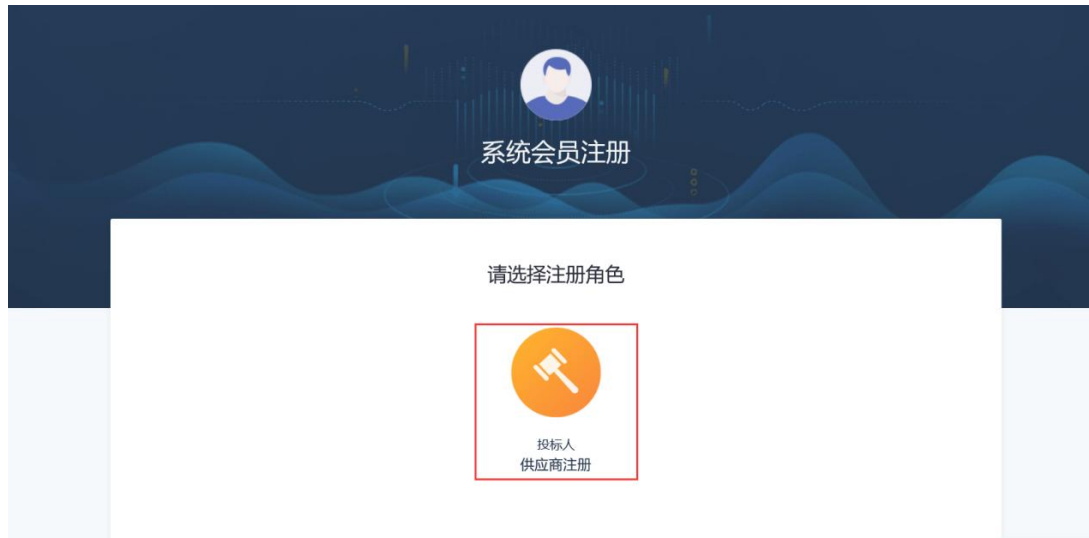 系统会员注册
请选择注册角色
投标人
供应商注册